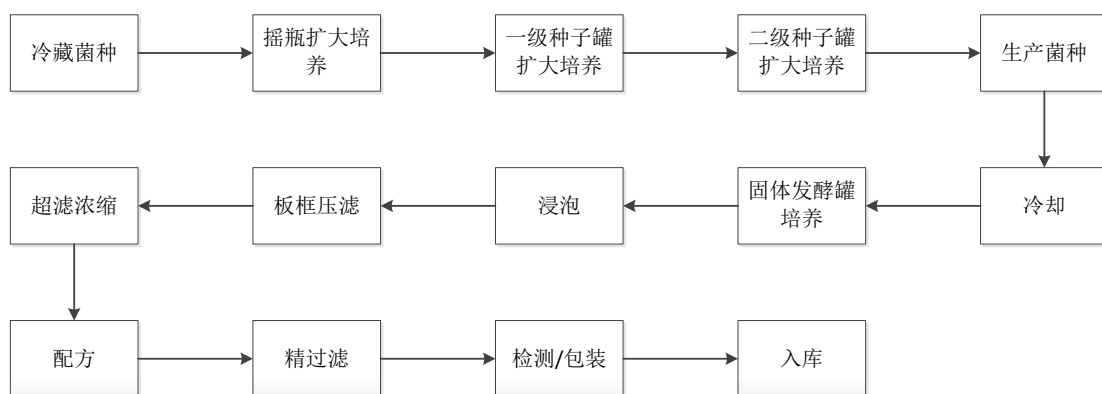 冷藏菌种
摇瓶扩大培
养
一级种子罐
扩大培养
二级种子罐
扩大培养
生产菌种
冷却
固体发酵罐
培养
浸泡
板框压滤
超滤浓缩
配方
精过滤
检测/包装
入库